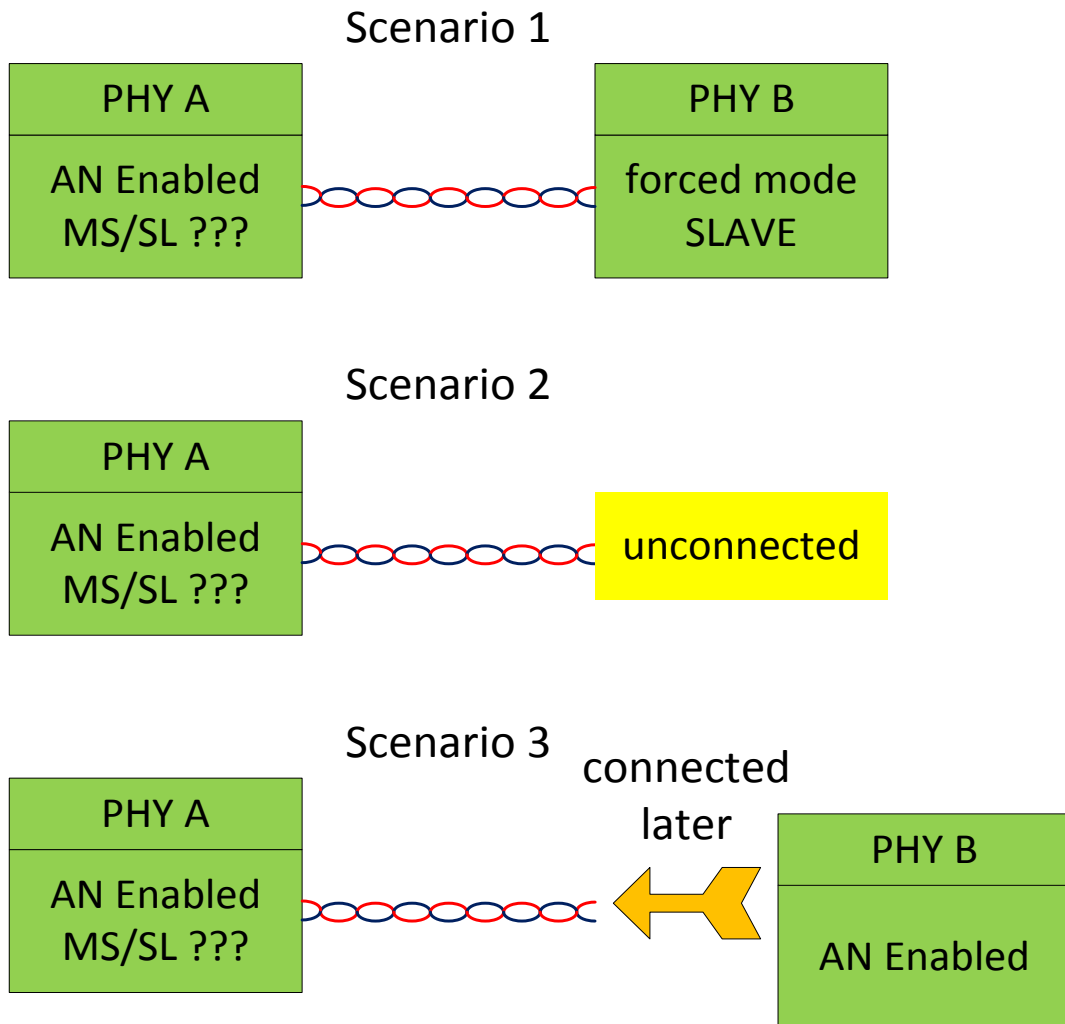 Scenario 1
PHY A
AN Enabled
MS/SL ???
PHY B
forced mode
SLAVE
Scenario 2
PHY A
AN Enabled
MS/SL ???
unconnected
Scenario 3
PHY A
AN Enabled
MS/SL ???
connected
later
PHY B
AN Enabled